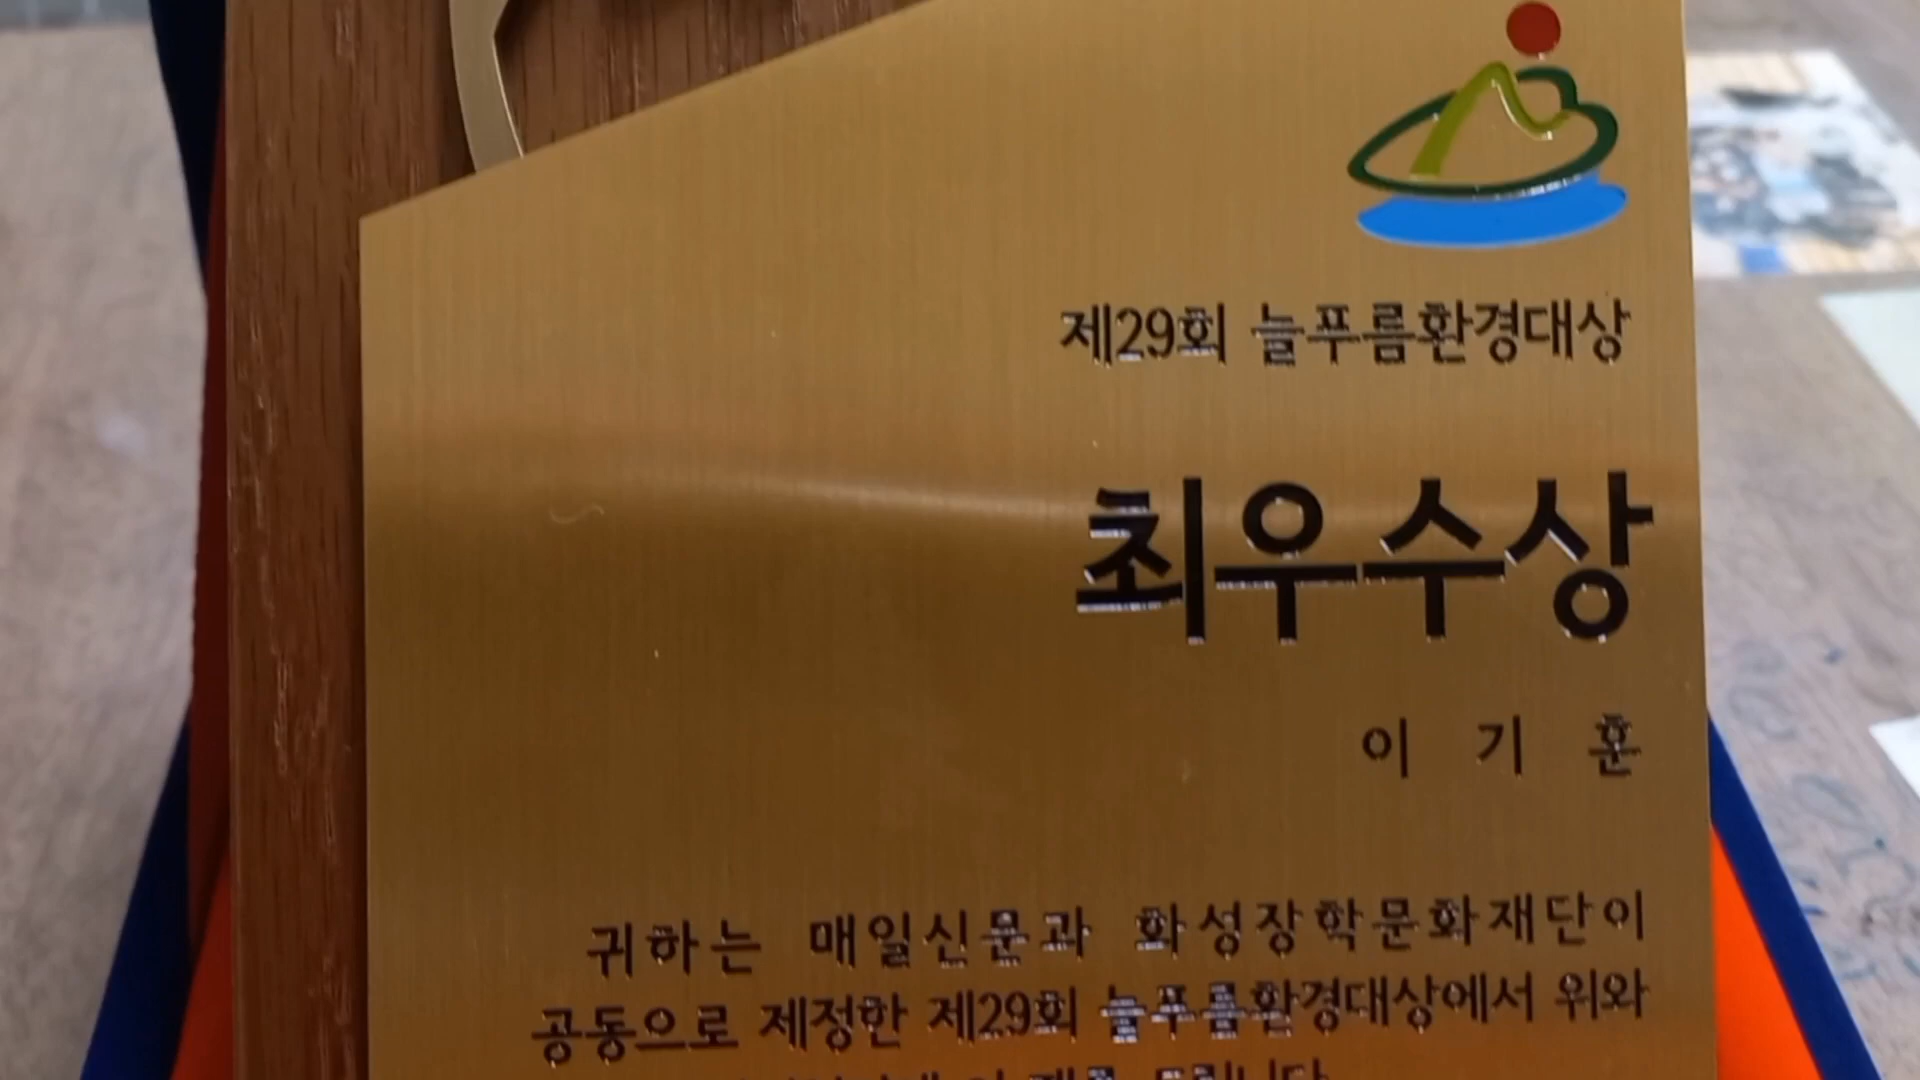 제29회 늘푸름환경대상
최우수상
이 기 훈
귀하는 매일신문과 화성장학문화재단이
공동으로 제정한 제29회 늘푸름환경대상에서 위와